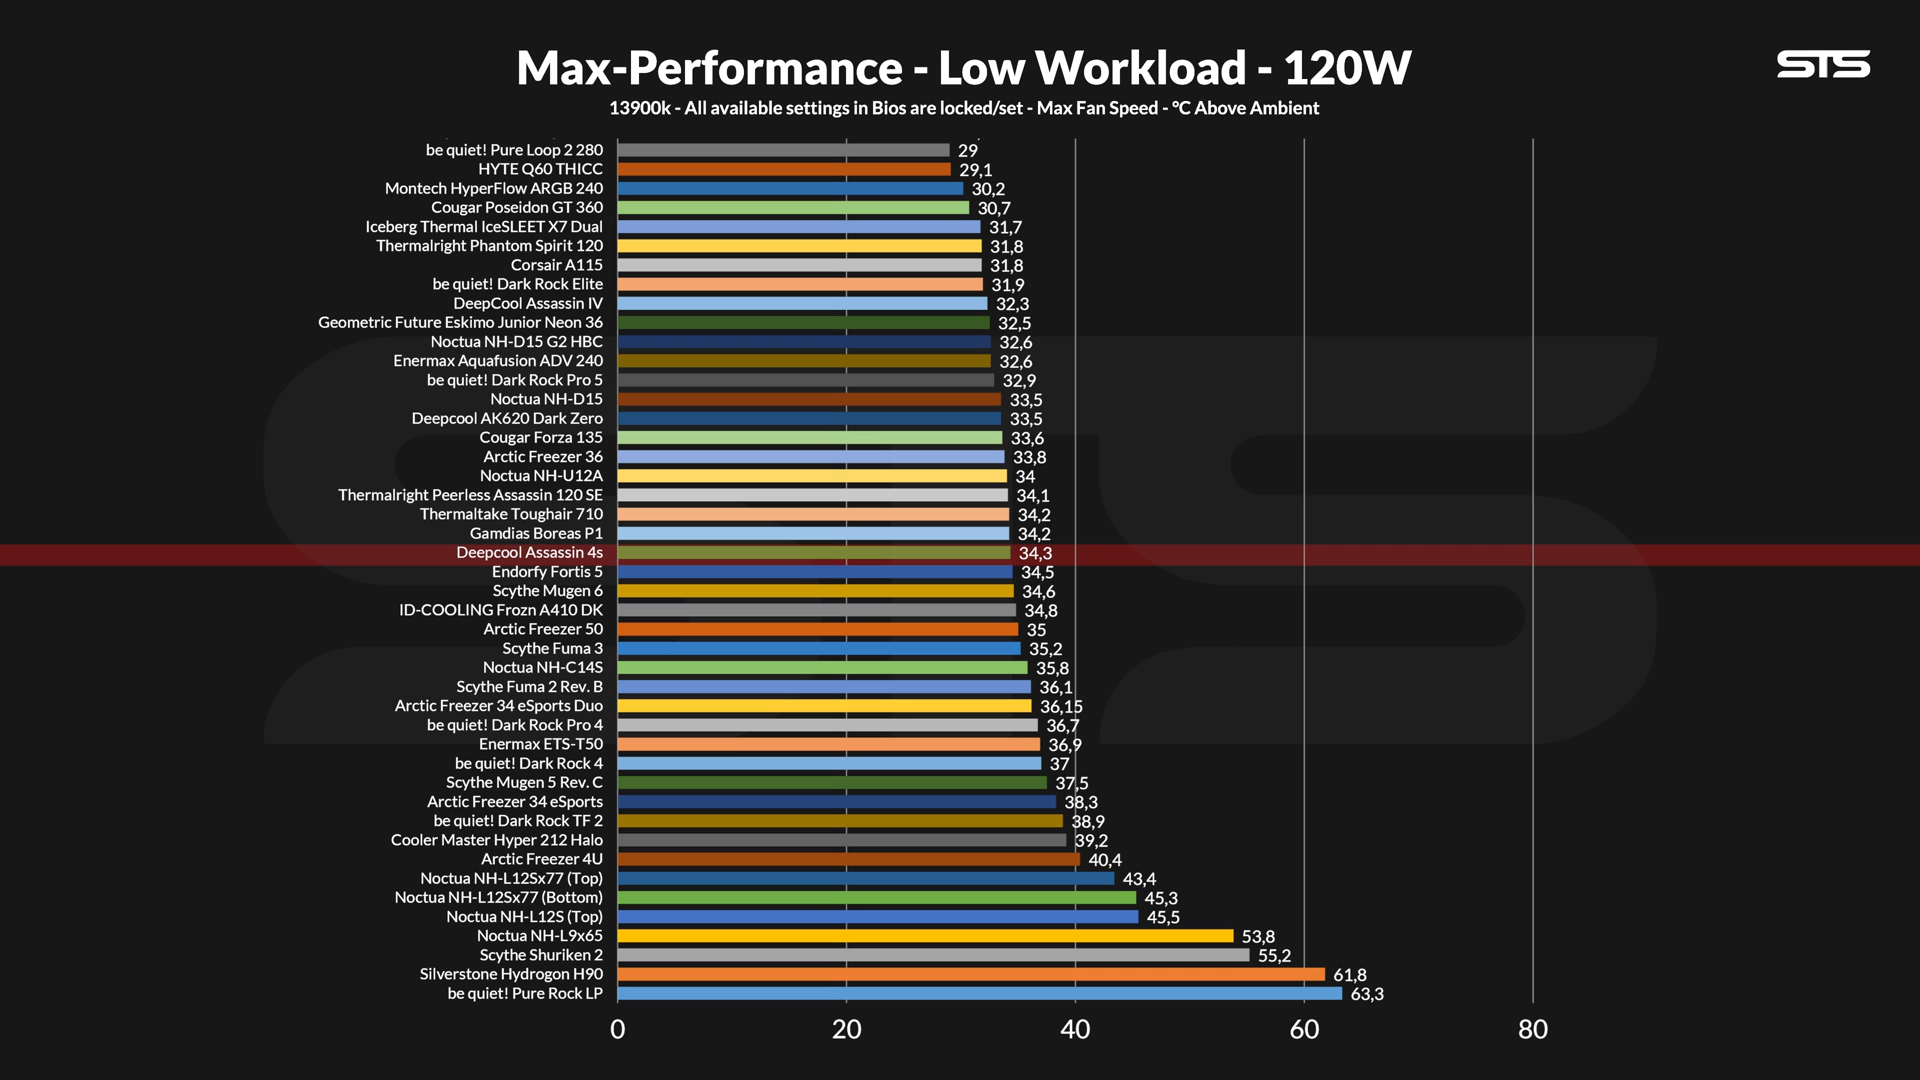 Max-Performance - Low Workload - 120W
STS
13900k - All available settings in Bios are locked/set - Max Fan Speed - °C Above Ambient
be quiet! Pure Loop 2 280 29
HYTE Q60 THICC 29,1
Montech HyperFlow ARGB 240 30,2
Cougar Poseidon GT 360 30,7
Iceberg Thermal IceSLEET X7 Dual 31,7
Thermalright Phantom Spirit 120 31,8
Corsair A115 31,8
be quiet! Dark Rock Elite 31,9
DeepCool Assassin IV 32,3
Geometric Future Eskimo Junior Neon 36 32,5
Noctua NH-D15 G2 HBC 32,6
Enermax Aquafusion ADV 240 32,6
be quiet! Dark Rock Pro 5 32,9
Noctua NH-D15 33,5
Deepcool AK620 Dark Zero 33,5
Cougar Forza 135 33,6
Arctic Freezer 36 33,8
Noctua NH-U12A 34
Thermalright Peerless Assassin 120 SE 34,1
Thermaltake Toughair 710 34,2
Gamdias Boreas P1 34,2
Deepcool Assassin 4s 34,3
Endorfy Fortis 5 34,5
Scythe Mugen 6 34,6
ID-COOLING Frozn A410 DK 34,8
Arctic Freezer 50 35
Scythe Fuma 3 35,2
Noctua NH-C14S 35,8
Scythe Fuma 2 Rev. B 36,1
Arctic Freezer 34 eSports Duo 36,15
be quiet! Dark Rock Pro 4 36,7
Enermax ETS-T50 36,9
be quiet! Dark Rock 4 37
Scythe Mugen 5 Rev. C 37,5
Arctic Freezer 34 eSports 38,3
be quiet! Dark Rock TF 2 38,9
Cooler Master Hyper 212 Halo 39,2
Arctic Freezer 4U 40,4
Noctua NH-L12Sx77 (Top) 43,4
Noctua NH-L12Sx77 (Bottom) 45,3
Noctua NH-L12S (Top) 45,5
Noctua NH-L9x65 53,8
Scythe Shuriken 2 55,2
Silverstone Hydrogon H90 61,8
be quiet! Pure Rock LP 63,3
0 20 40 60 80